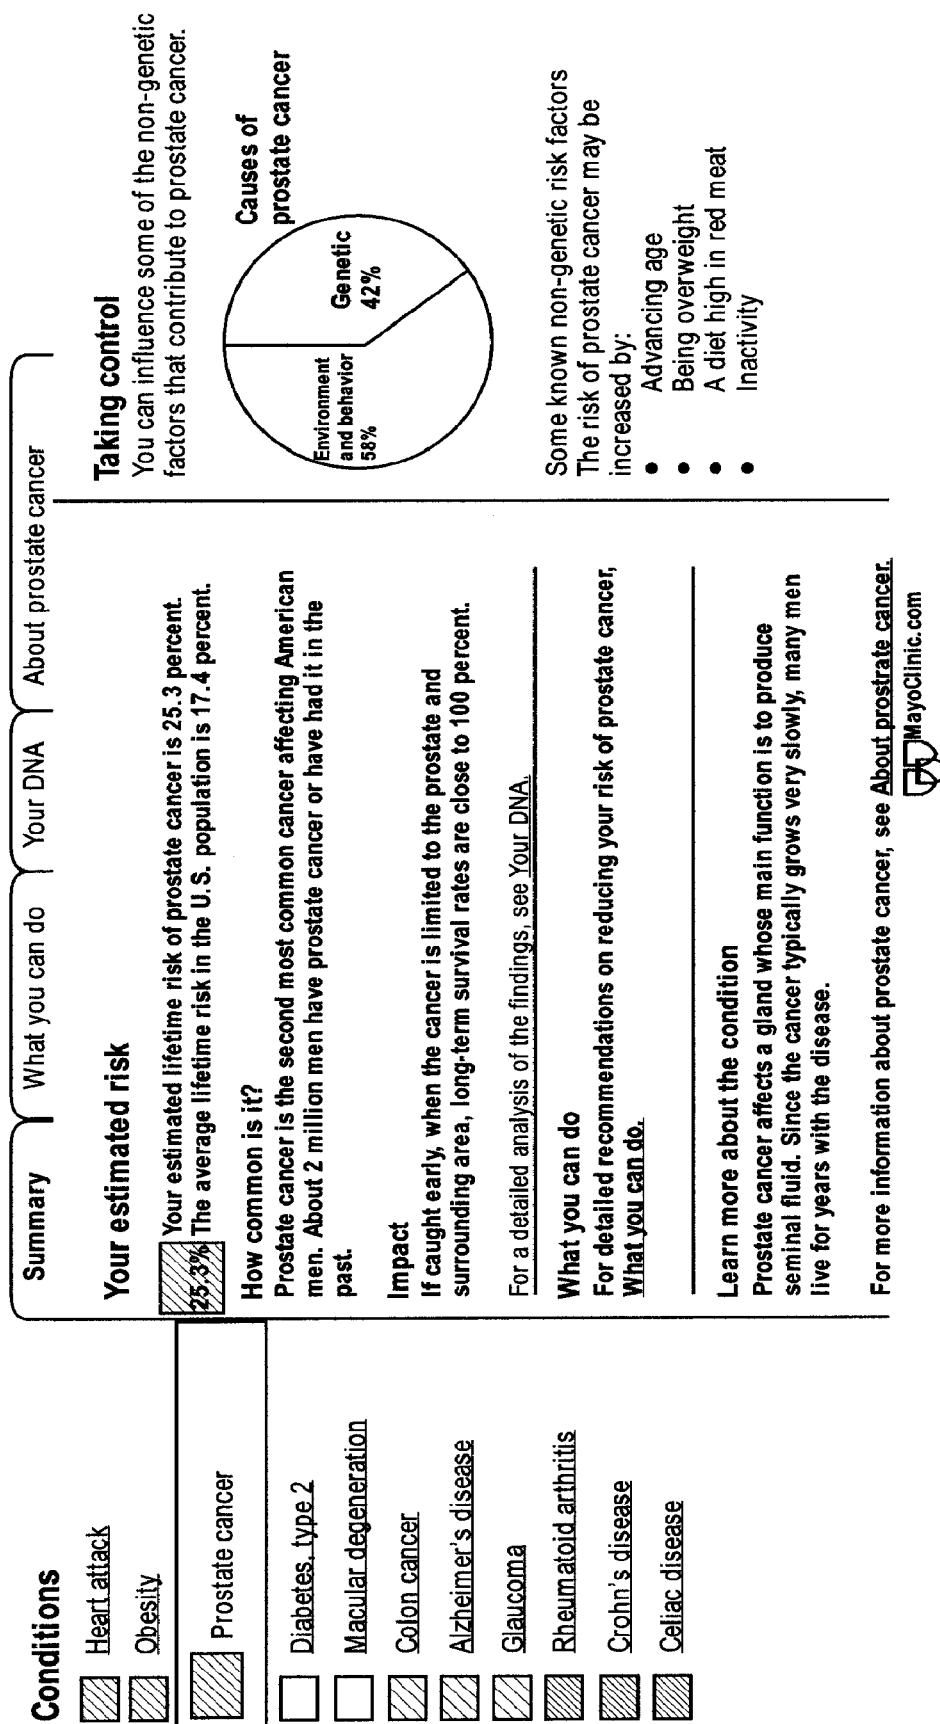 Summary
What you can do
Your DNA
About prostate cancer
Conditions
Heart attack
Obesity
Prostate cancer
Diabetes, type 2
Macular degeneration
Colon cancer
Alzheimer's disease
Glaucoma
Rheumatoid arthritis
Crohn's disease
Celiac disease
Your estimated risk
25.3%
Your estimated lifetime risk of prostate cancer is 25.3 percent.
The average lifetime risk in the U.S. population is 17.4 percent.
How common is it?
Prostate cancer is the second most common cancer affecting American
men. About 2 million men have prostate cancer or have had it in the
past.
Impact
If caught early, when the cancer is limited to the prostate and
surrounding area, long-term survival rates are close to 100 percent.
For a detailed analysis of the findings, see Your DNA.
What you can do
For detailed recommendations on reducing your risk of prostate cancer,
What you can do.
Learn more about the condition
Prostate cancer affects a gland whose main function is to produce
seminal fluid. Since the cancer typically grows very slowly, many men
live for years with the disease.
For more information about prostate cancer, see About prostrate cancer.
MayoClinic.com
Taking control
You can influence some of the non-genetic
factors that contribute to prostate cancer.
Causes of
prostate cancer
Environment
and behavior
58%
Genetic
42%
Some known non-genetic risk factors
The risk of prostate cancer may be
increased by:
• Advancing age
• Being overweight
• A diet high in red meat
• Inactivity